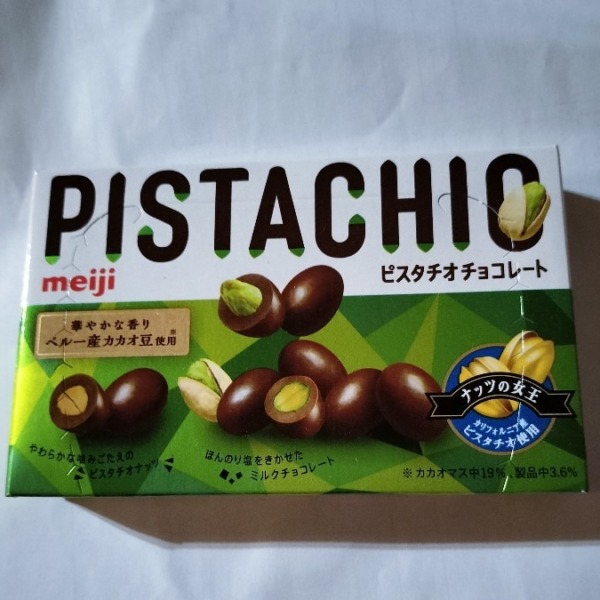 PISTACHIO
meiji
ピスタチオチョコレート
華やかな香り
ペルー産カカオ豆使用※
ナッツの女王
カリフォルニア産
ピスタチオ使用
やわらかな噛みごたえの
ピスタチオナッツ
ほんのり塩をきかせた
ミルクチョコレート
※カカオマス中19%、製品中3.6%